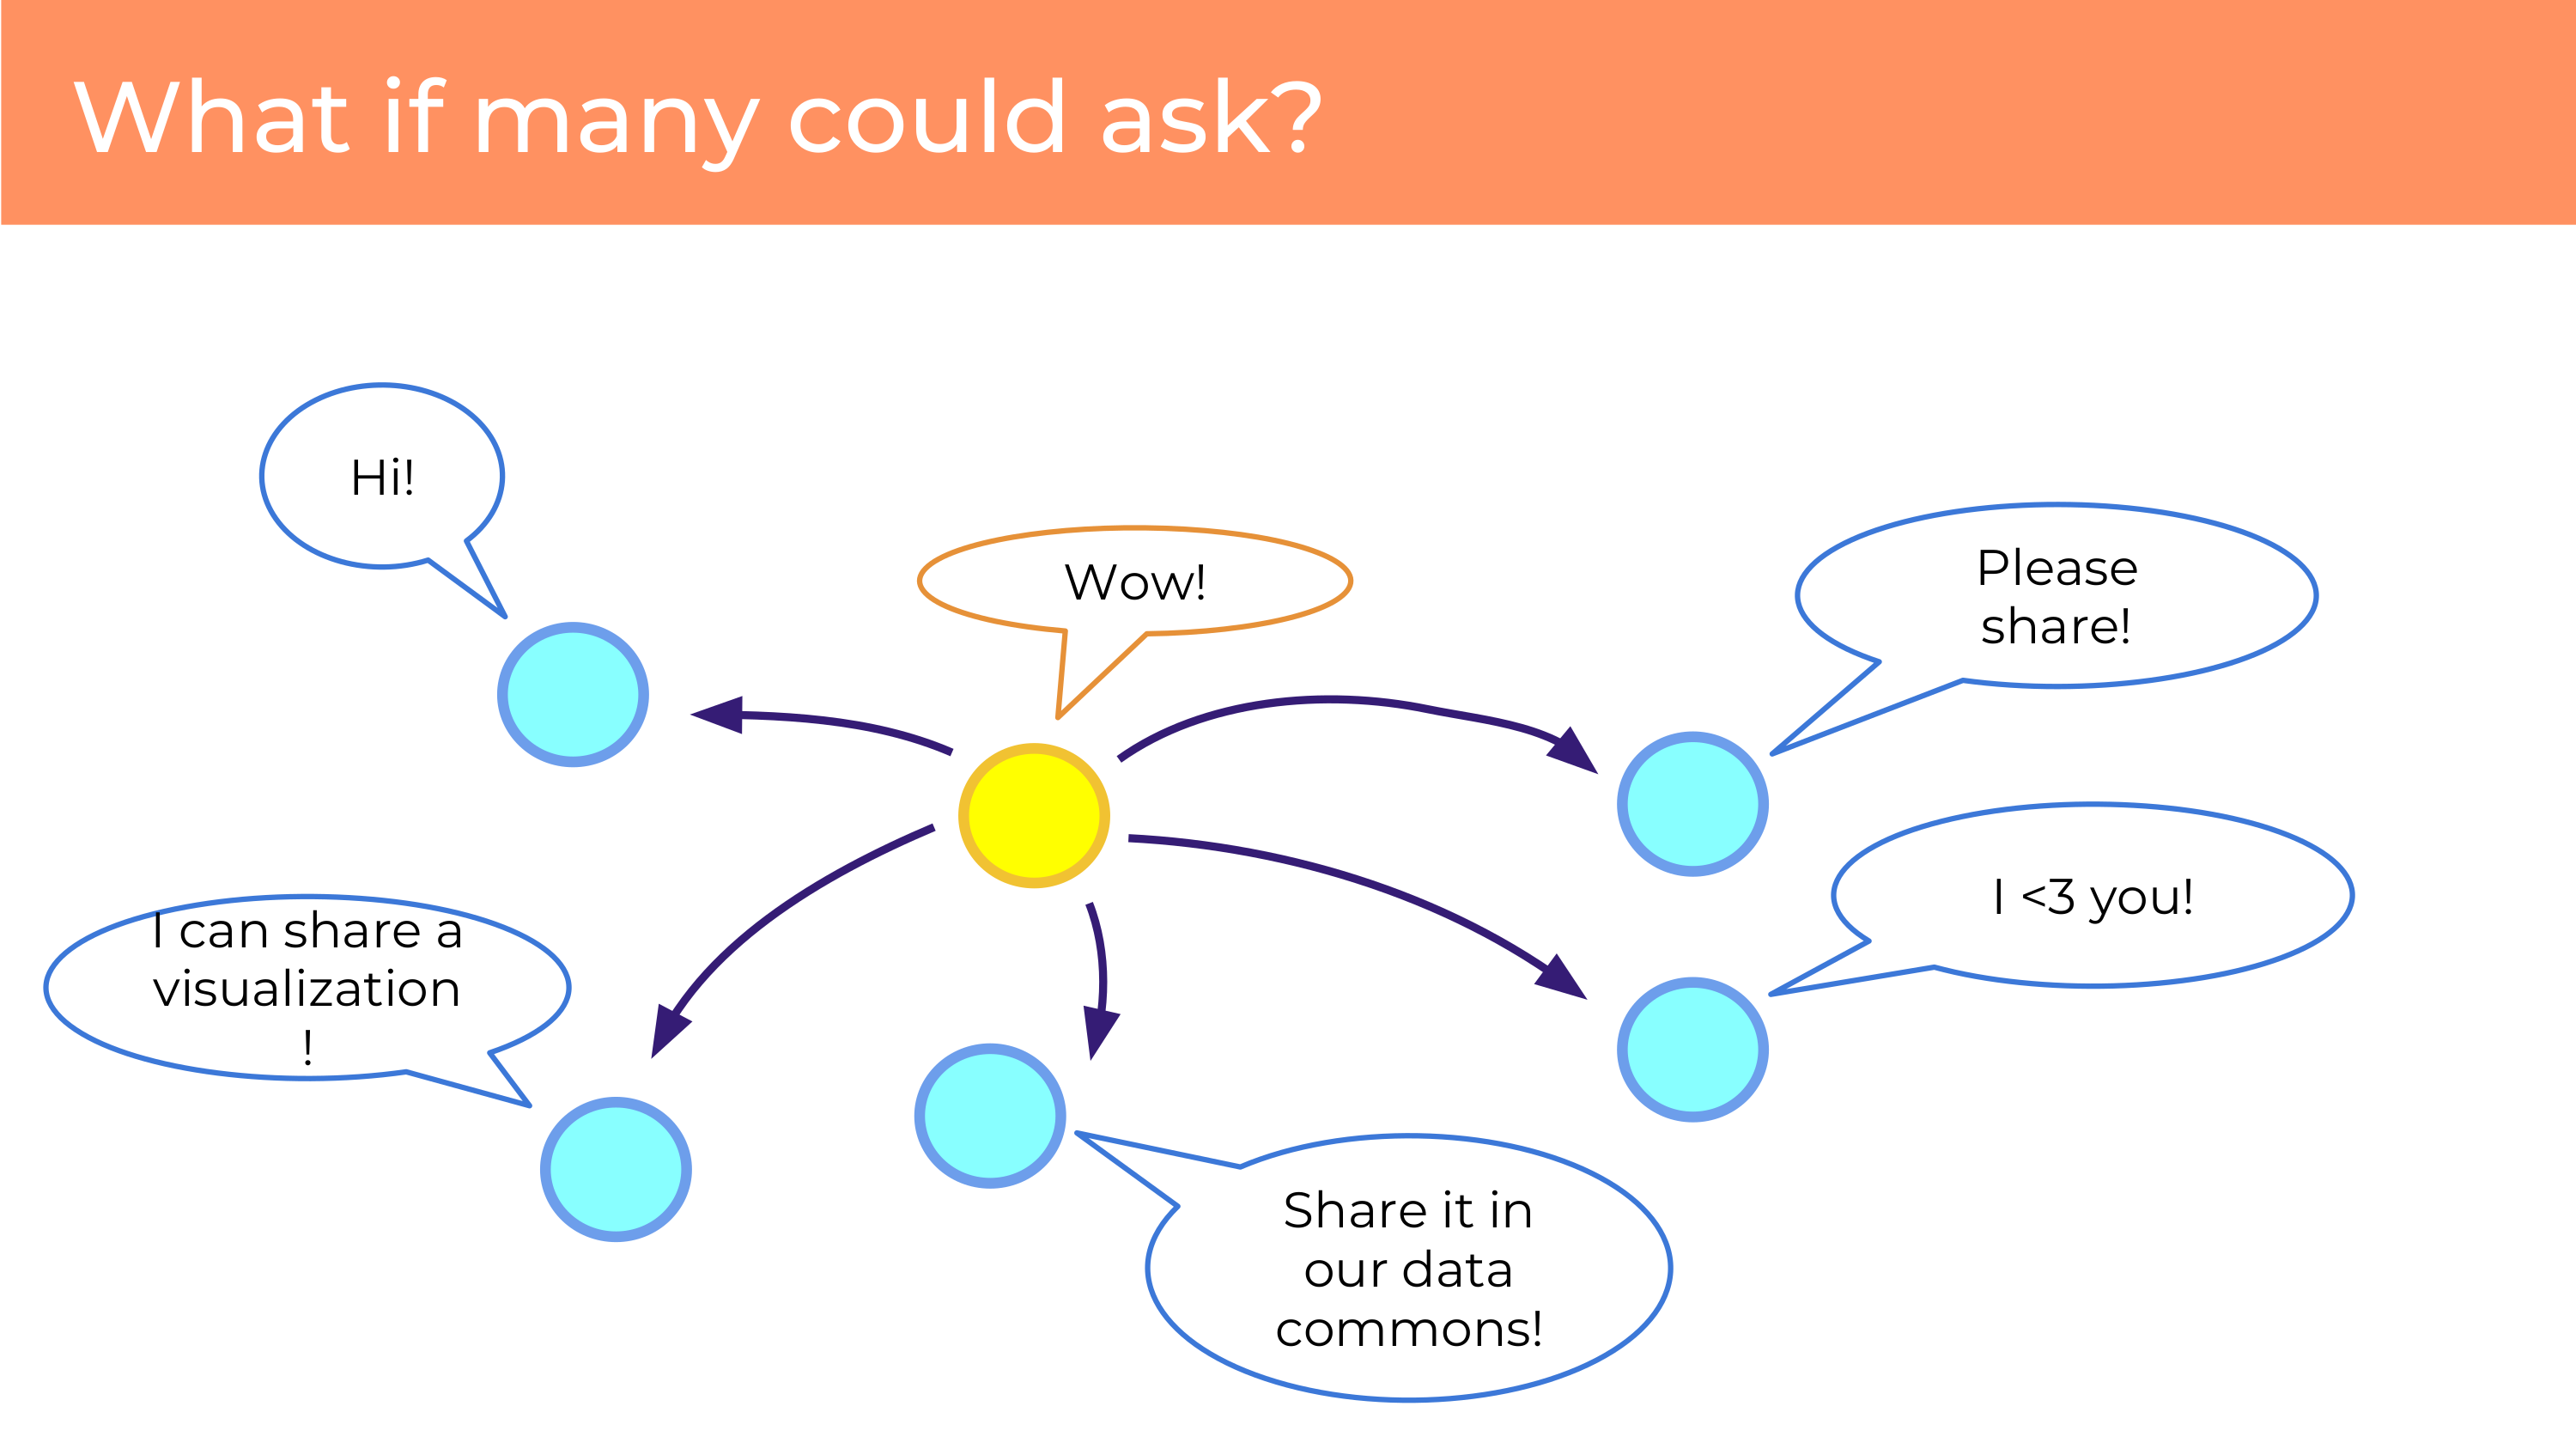 What if many could ask?
Hi!
Wow!
Please
share!
I <3 you!
I can share a
visualization
!
Share it in
our data
commons!